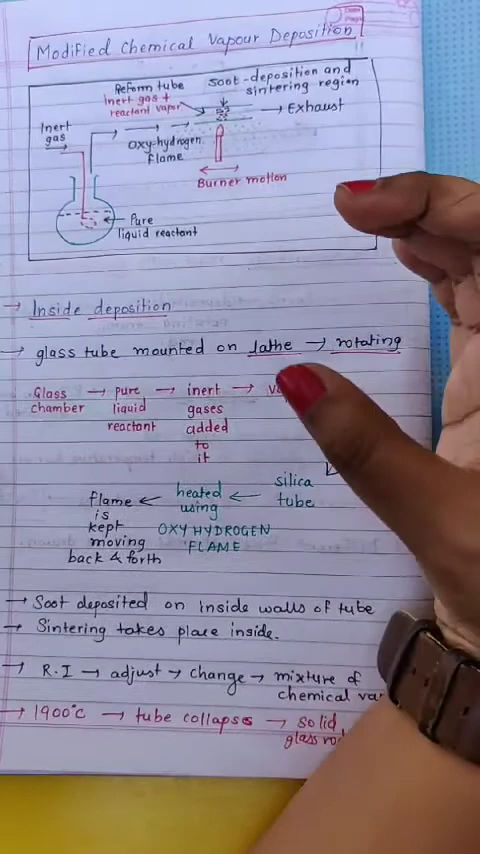 Modified Chemical Vapour Deposition
Reform tube
Inert gas +
reactant vapor
soot-deposition and
sintering region
→ Exhaust
Inert
gas
oxy-hydrogen
flame
Burner motion
Pure
liquid reactant
→ Inside deposition
→ glass tube mounted on lathe → rotating
Glass → pure → inert →
chamber liquid gases
reactant added
to
it
silica
tube
flame ← heated ←
is using
kept OXY HYDROGEN
moving FLAME
back & forth
→ Soot deposited on inside walls of tube
→ Sintering takes place inside.
→ R.I → adjust → change → mixture of
chemical
→ 1900°C → tube collapses → solid
glass